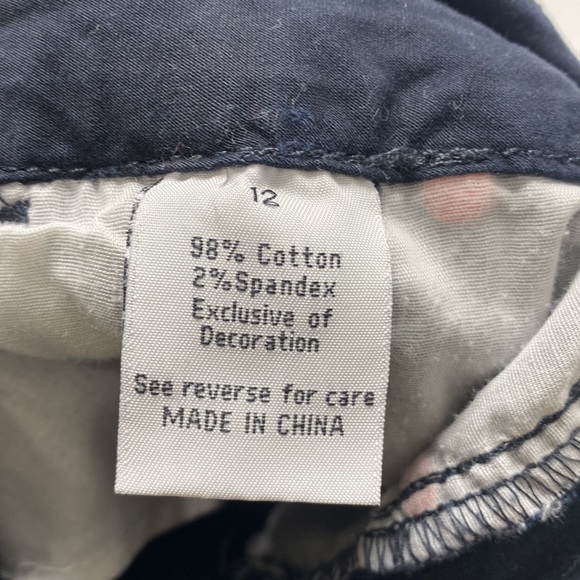 12
98% Cotton
2%Spandex
Exclusive of
Decoration
See reverse for care
MADE IN CHINA